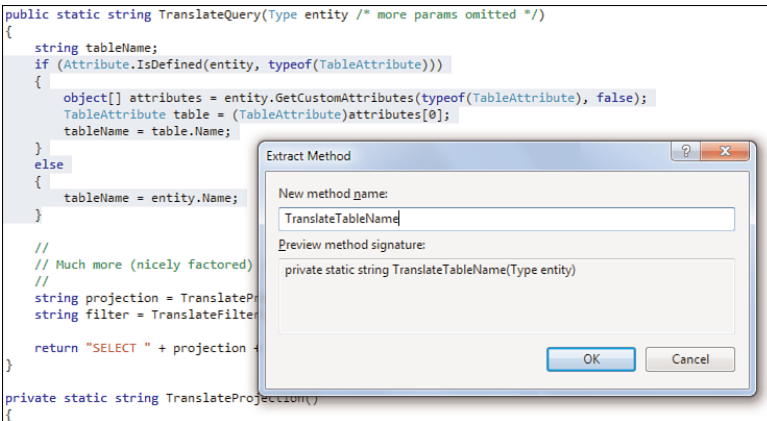 public static string TranslateQuery(Type entity /* more params omitted */)
{
    string tableName;
    if (Attribute.IsDefined(entity, typeof(TableAttribute)))
    {
        object[] attributes = entity.GetCustomAttributes(typeof(TableAttribute), false);
        TableAttribute table = (TableAttribute)attributes[0];
        tableName = table.Name;
    }
    else
    {
        tableName = entity.Name;
    }
    //
    // Much more (nicely factored)
    //
    string projection = TranslatePr
    string filter = TranslateFilter
    return "SELECT " + projection +
}
private static string TranslateProjection()
{
Extract Method
New method name:
TranslateTableName
Preview method signature:
private static string TranslateTableName(Type entity)
OK Cancel